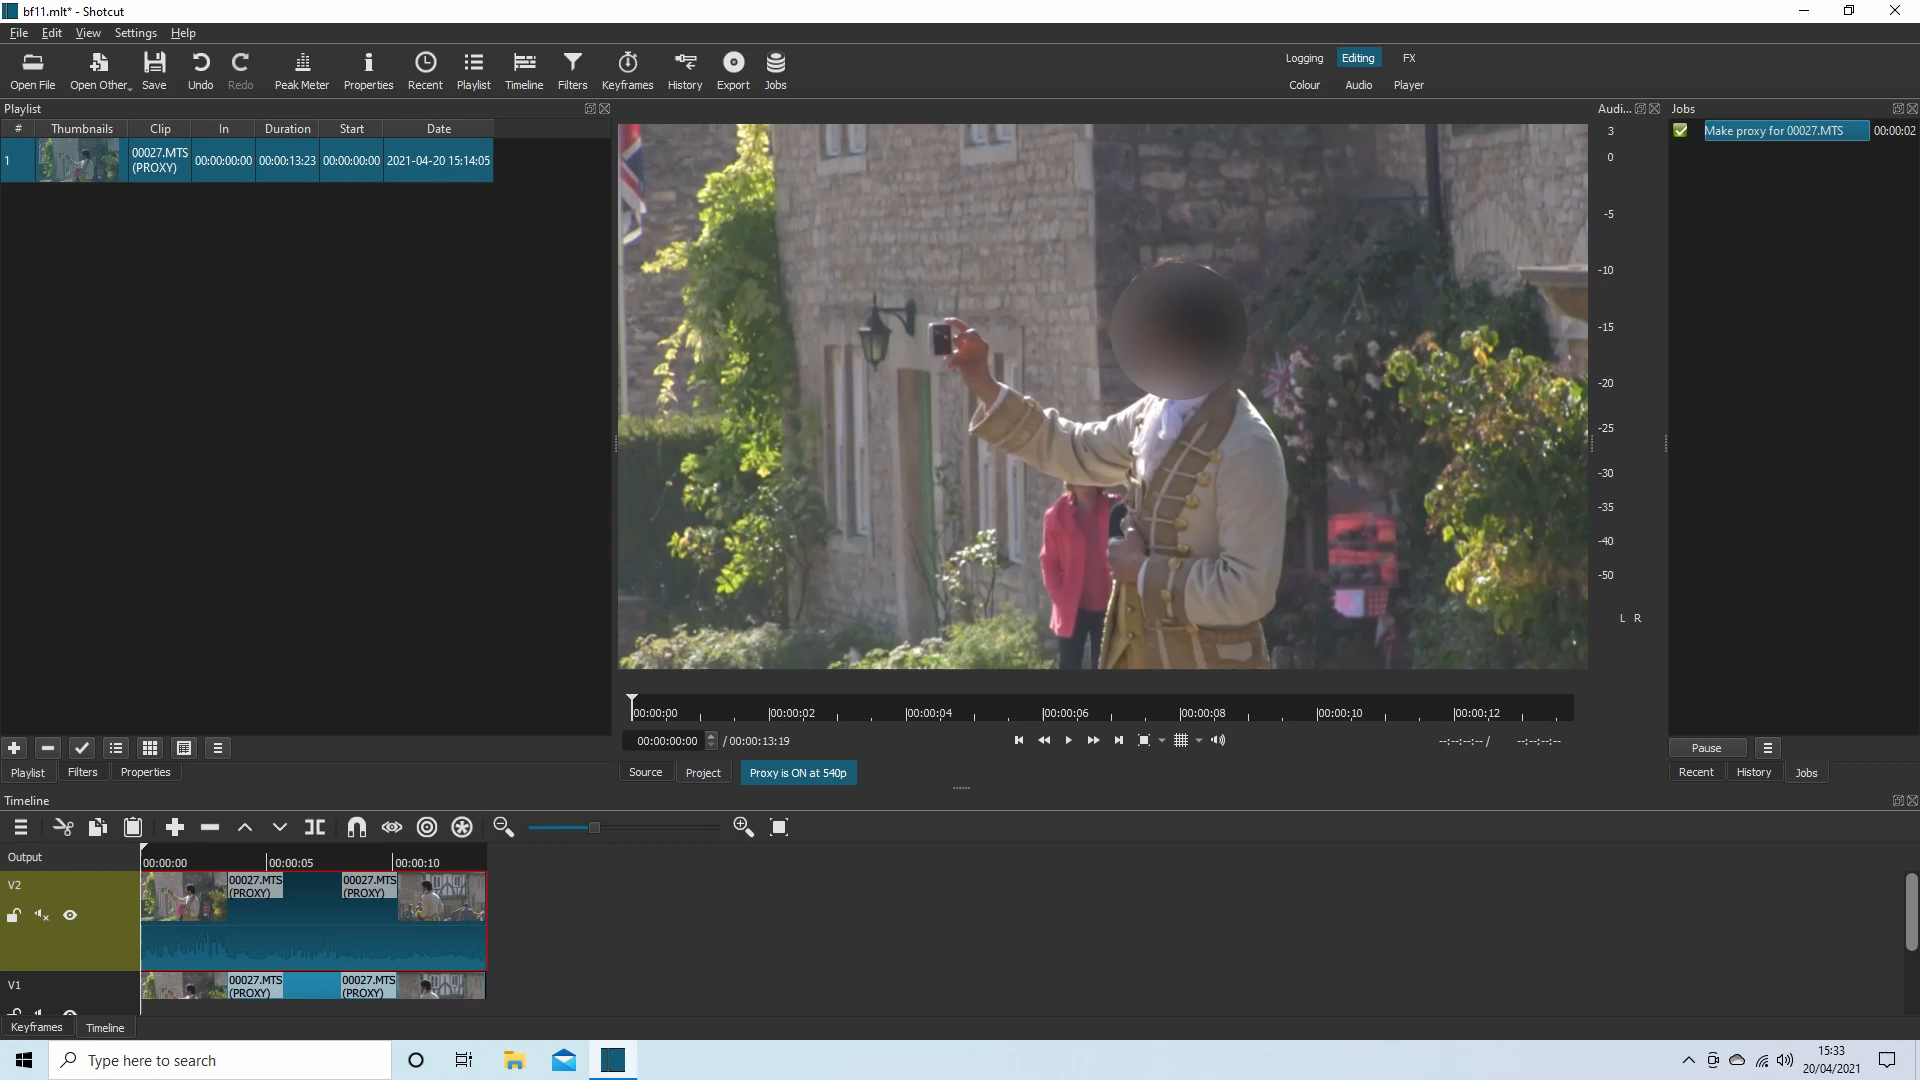 bf11.mlt* - Shotcut
File Edit View Settings Help
Open File Open Other... Save Undo Redo Peak Meter Properties Recent Playlist Timeline Filters Keyframes History Export Jobs
Logging Editing FX
Colour Audio Player
Playlist
# Thumbnails Clip In Duration Start Date
1 00027.MTS (PROXY) 00:00:00:00 00:00:13:23 00:00:00:00 2021-04-20 15:14:05
Audi...
3
0
-5
-10
-15
-20
-25
-30
-35
-40
-50
L R
Jobs
Make proxy for 00027.MTS 00:00:02
00:00:00 00:00:02 00:00:04 00:00:06 00:00:08 00:00:10 00:00:12
00:00:00:00 / 00:00:13:19 --:--:--:-- / --:--:--:--
Source Project Proxy is ON at 540p
Playlist Filters Properties
Pause
Recent History Jobs
Timeline
Output
00:00:00 00:00:05 00:00:10
V2
00027.MTS 00027.MTS
(PROXY) (PROXY)
V1
00027.MTS 00027.MTS
(PROXY) (PROXY)
Keyframes Timeline
Type here to search
15:33
20/04/2021